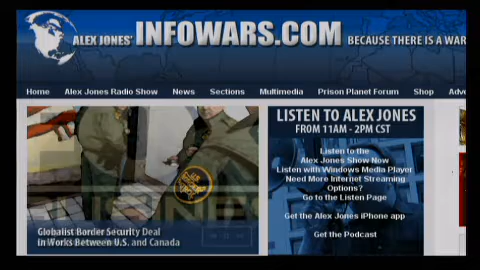 ALEX JONES' INFOWARS.COM BECAUSE THERE IS A WAR
Home Alex Jones Radio Show News Sections Multimedia Prison Planet Forum Shop Adve
LISTEN TO ALEX JONES
FROM 11AM - 2PM CST
Listen to the
Alex Jones Show Now
Listen with Windows Media Player
Need More Internet Streaming
Options?
Go to the Listen Page
Get the Alex Jones iPhone app
Get the Podcast
Globalist Border Security Deal
in Works Between U.S. and Canada